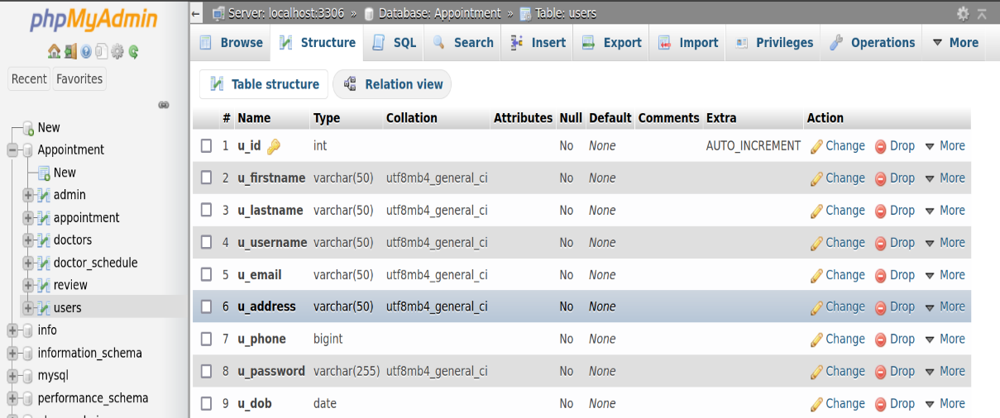 phpMyAdmin
Recent Favorites
New
Appointment
New
admin
appointment
doctors
doctor_schedule
review
users
info
information_schema
mysql
performance_schema
Server: localhost:3306 » Database: Appointment » Table: users
Browse Structure SQL Search Insert Export Import Privileges Operations More
Table structure Relation view
# Name Type Collation Attributes Null Default Comments Extra Action
1 u_id int No None AUTO_INCREMENT Change Drop More
2 u_firstname varchar(50) utf8mb4_general_ci No None Change Drop More
3 u_lastname varchar(50) utf8mb4_general_ci No None Change Drop More
4 u_username varchar(50) utf8mb4_general_ci No None Change Drop More
5 u_email varchar(50) utf8mb4_general_ci No None Change Drop More
6 u_address varchar(50) utf8mb4_general_ci No None Change Drop More
7 u_phone bigint No None Change Drop More
8 u_password varchar(255) utf8mb4_general_ci No None Change Drop More
9 u_dob date No None Change Drop More